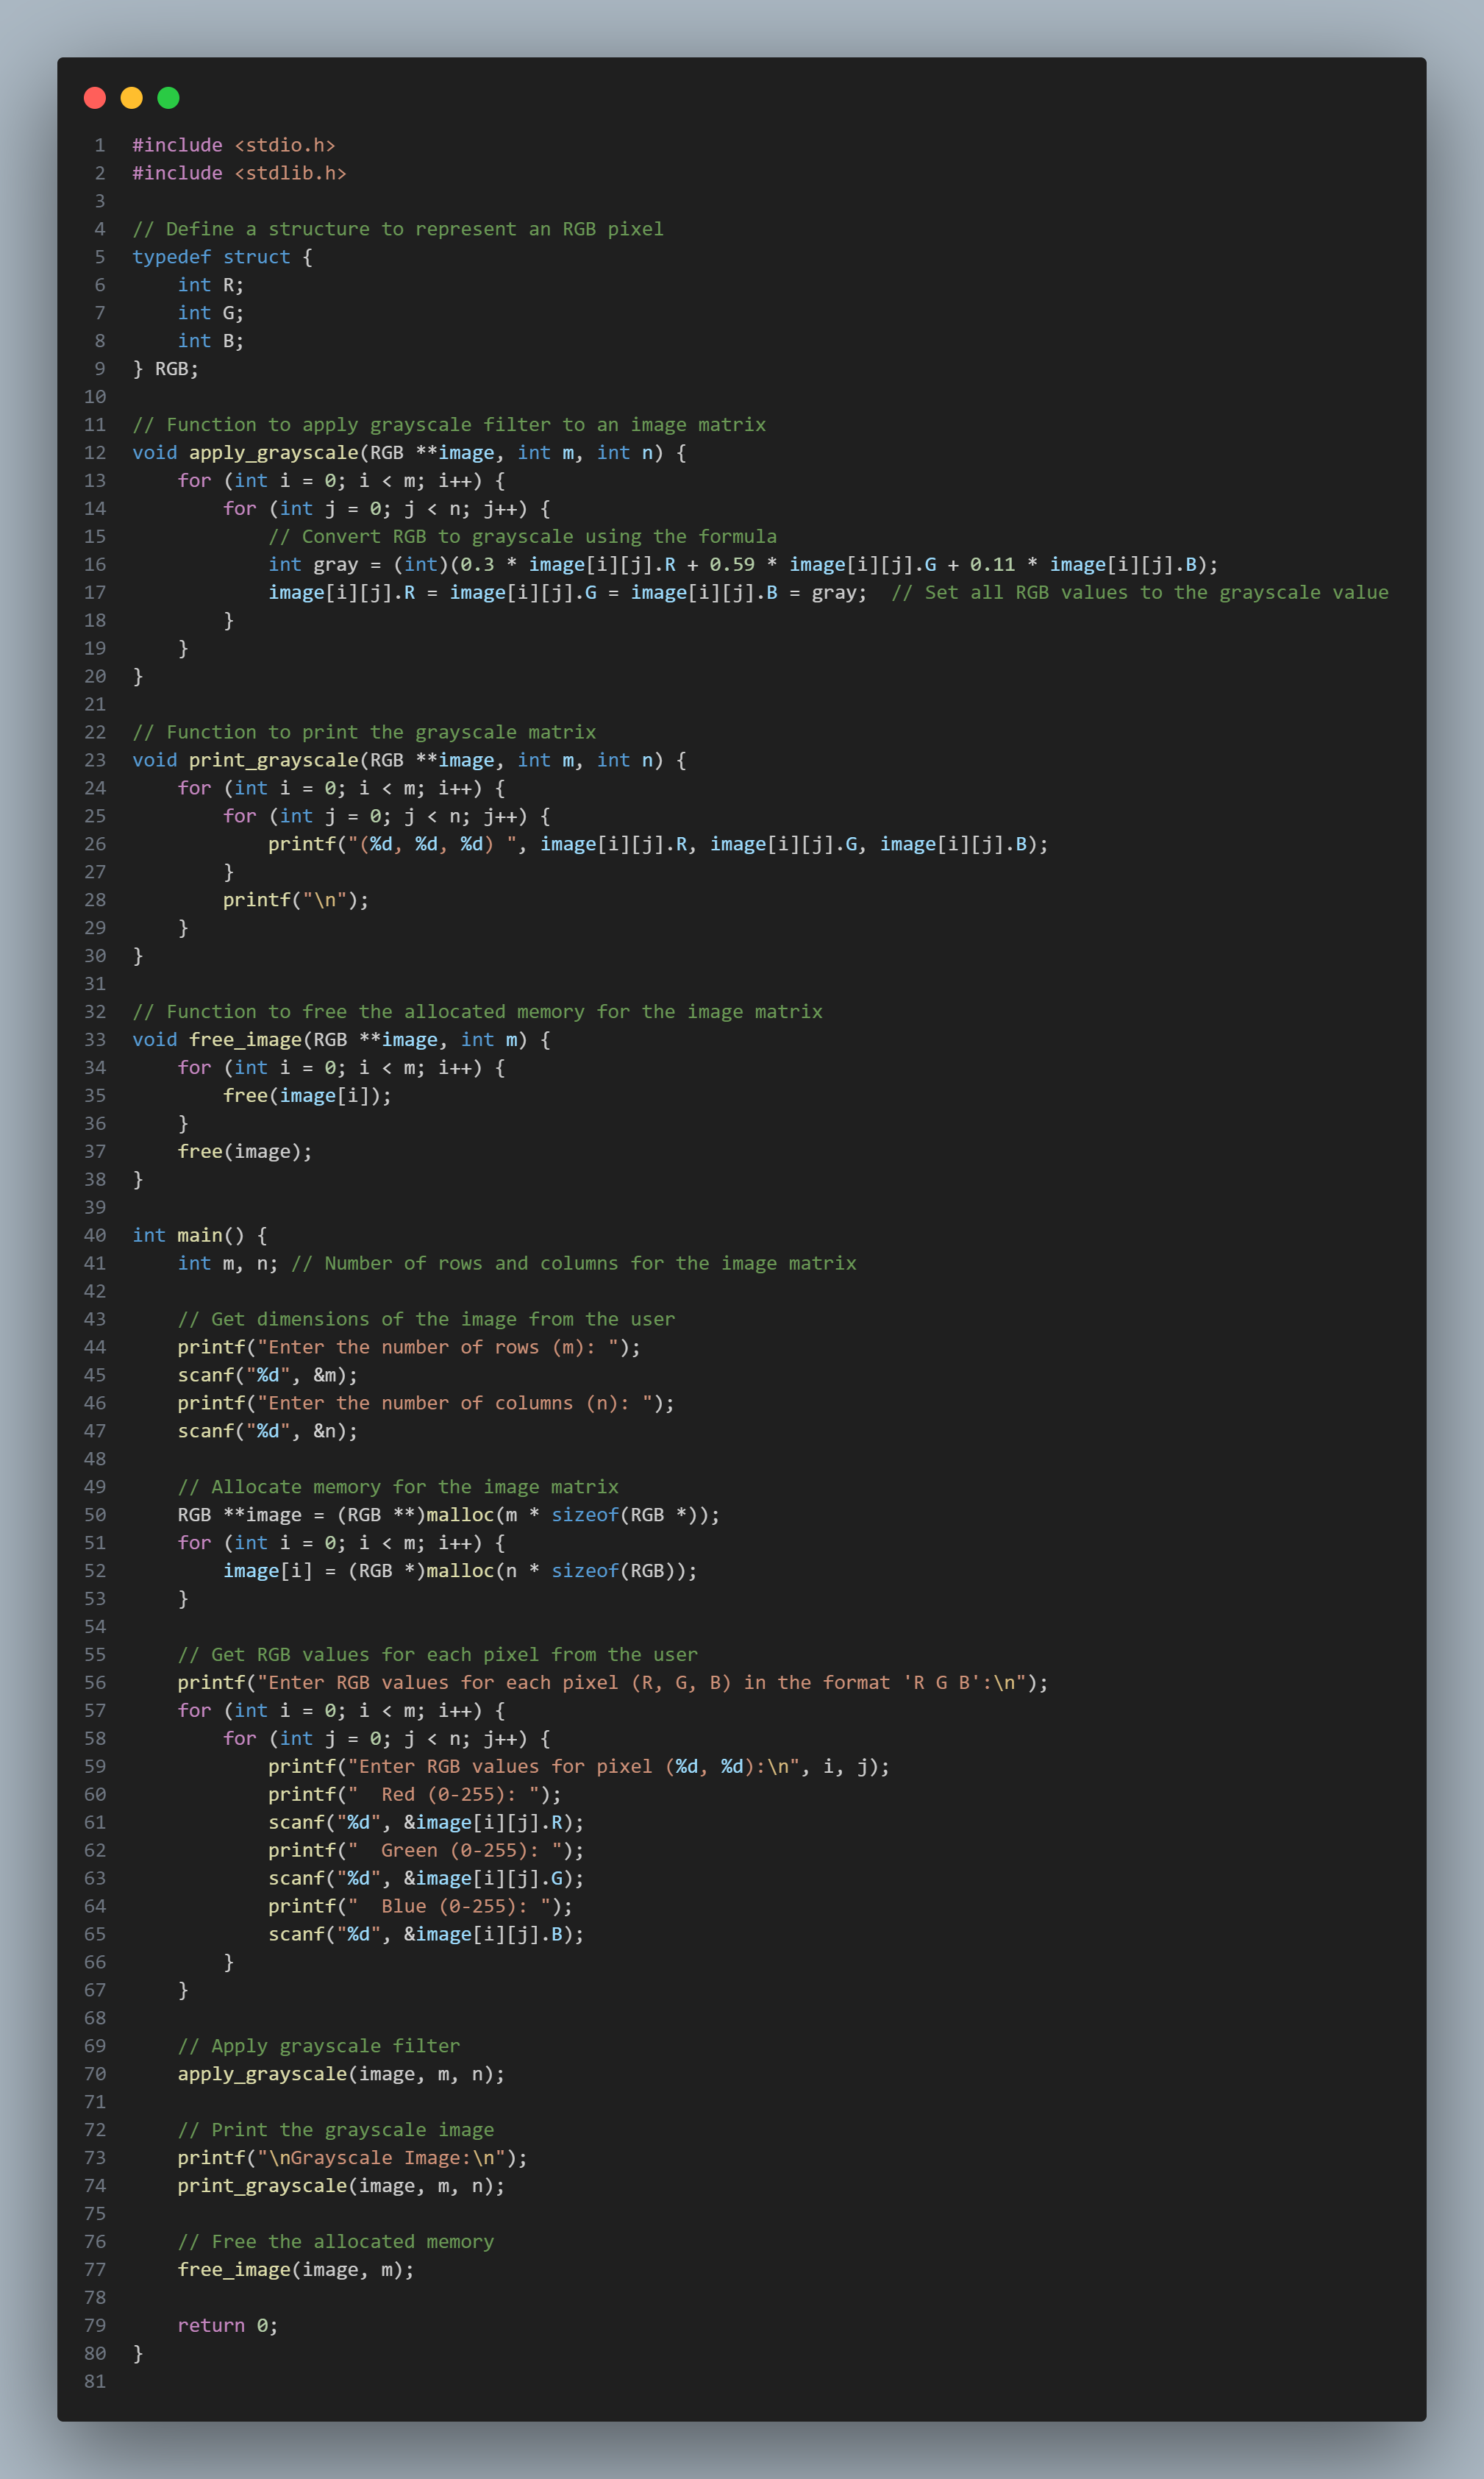 1 #include <stdio.h>
2 #include <stdlib.h>
3
4 // Define a structure to represent an RGB pixel
5 typedef struct {
6     int R;
7     int G;
8     int B;
9 } RGB;
10
11 // Function to apply grayscale filter to an image matrix
12 void apply_grayscale(RGB **image, int m, int n) {
13     for (int i = 0; i < m; i++) {
14         for (int j = 0; j < n; j++) {
15             // Convert RGB to grayscale using the formula
16             int gray = (int)(0.3 * image[i][j].R + 0.59 * image[i][j].G + 0.11 * image[i][j].B);
17             image[i][j].R = image[i][j].G = image[i][j].B = gray;  // Set all RGB values to the grayscale value
18         }
19     }
20 }
21
22 // Function to print the grayscale matrix
23 void print_grayscale(RGB **image, int m, int n) {
24     for (int i = 0; i < m; i++) {
25         for (int j = 0; j < n; j++) {
26             printf("(%d, %d, %d) ", image[i][j].R, image[i][j].G, image[i][j].B);
27         }
28         printf("\n");
29     }
30 }
31
32 // Function to free the allocated memory for the image matrix
33 void free_image(RGB **image, int m) {
34     for (int i = 0; i < m; i++) {
35         free(image[i]);
36     }
37     free(image);
38 }
39
40 int main() {
41     int m, n; // Number of rows and columns for the image matrix
42
43     // Get dimensions of the image from the user
44     printf("Enter the number of rows (m): ");
45     scanf("%d", &m);
46     printf("Enter the number of columns (n): ");
47     scanf("%d", &n);
48
49     // Allocate memory for the image matrix
50     RGB **image = (RGB **)malloc(m * sizeof(RGB *));
51     for (int i = 0; i < m; i++) {
52         image[i] = (RGB *)malloc(n * sizeof(RGB));
53     }
54
55     // Get RGB values for each pixel from the user
56     printf("Enter RGB values for each pixel (R, G, B) in the format 'R G B':\n");
57     for (int i = 0; i < m; i++) {
58         for (int j = 0; j < n; j++) {
59             printf("Enter RGB values for pixel (%d, %d):\n", i, j);
60             printf("  Red (0-255): ");
61             scanf("%d", &image[i][j].R);
62             printf("  Green (0-255): ");
63             scanf("%d", &image[i][j].G);
64             printf("  Blue (0-255): ");
65             scanf("%d", &image[i][j].B);
66         }
67     }
68
69     // Apply grayscale filter
70     apply_grayscale(image, m, n);
71
72     // Print the grayscale image
73     printf("\nGrayscale Image:\n");
74     print_grayscale(image, m, n);
75
76     // Free the allocated memory
77     free_image(image, m);
78
79     return 0;
80 }
81